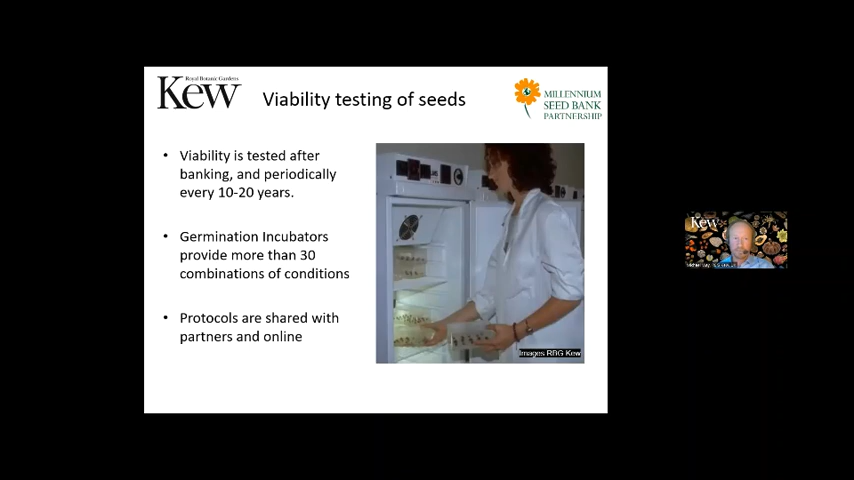 Royal Botanic Gardens
Kew
Viability testing of seeds
MILLENNIUM
SEED BANK
PARTNERSHIP
• Viability is tested after
banking, and periodically
every 10-20 years.
• Germination Incubators
provide more than 30
combinations of conditions
• Protocols are shared with
partners and online
Images RBG Kew
Kew